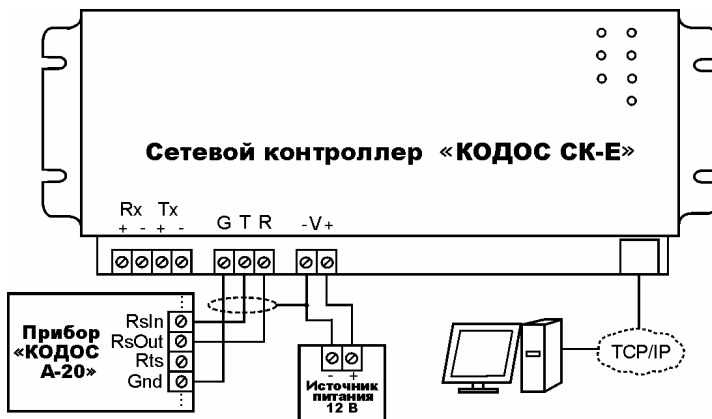 Сетевой контроллер «КОДОС СК-Е»
Rx Tx
+ - + -
G T R
-V+
Прибор
«КОДОС
А-20»
RsIn
RsOut
Rts
Gnd
- +
Источник
питания
12 В
TCP/IP